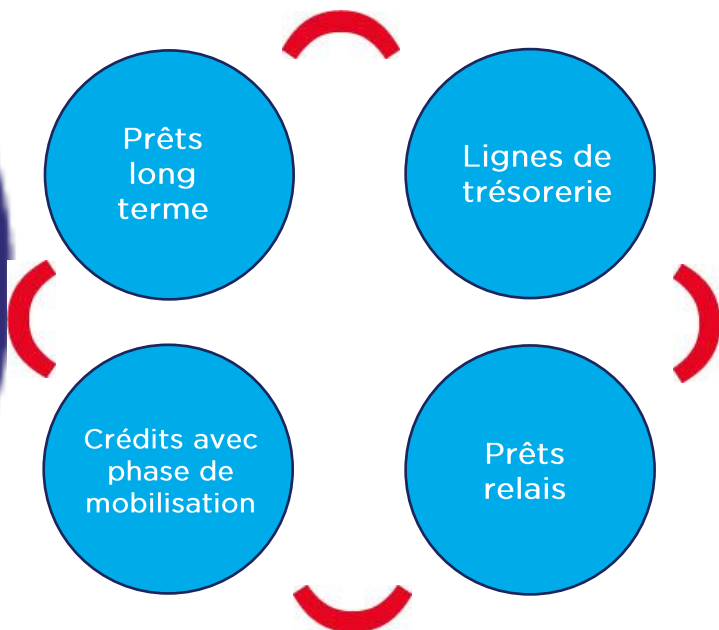 Prêts
long
terme
Lignes de
trésorerie
Crédits avec
phase de
mobilisation
Prêts
relais